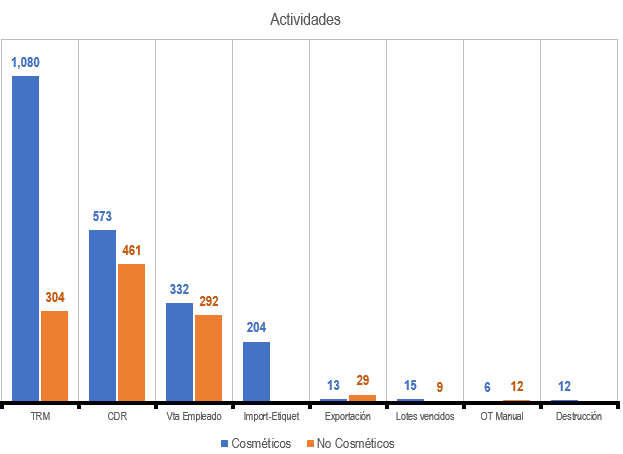 Actividades
1,080
304
573
461
332
292
204
13
29
15
9
6
12
12
TRM
CDR
Vta Empleado
Import-Etiquet
Exportación
Lotes vencidos
OT Manual
Destrucción
Cosméticos
No Cosméticos